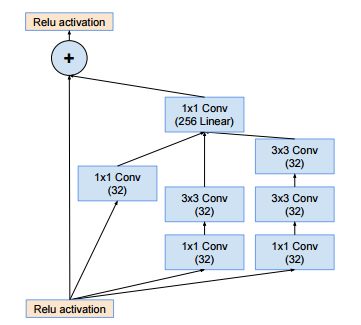 Relu activation
+
1x1 Conv
(256 Linear)
3x3 Conv
(32)
1x1 Conv
(32)
3x3 Conv
(32)
3x3 Conv
(32)
1x1 Conv
(32)
1x1 Conv
(32)
Relu activation